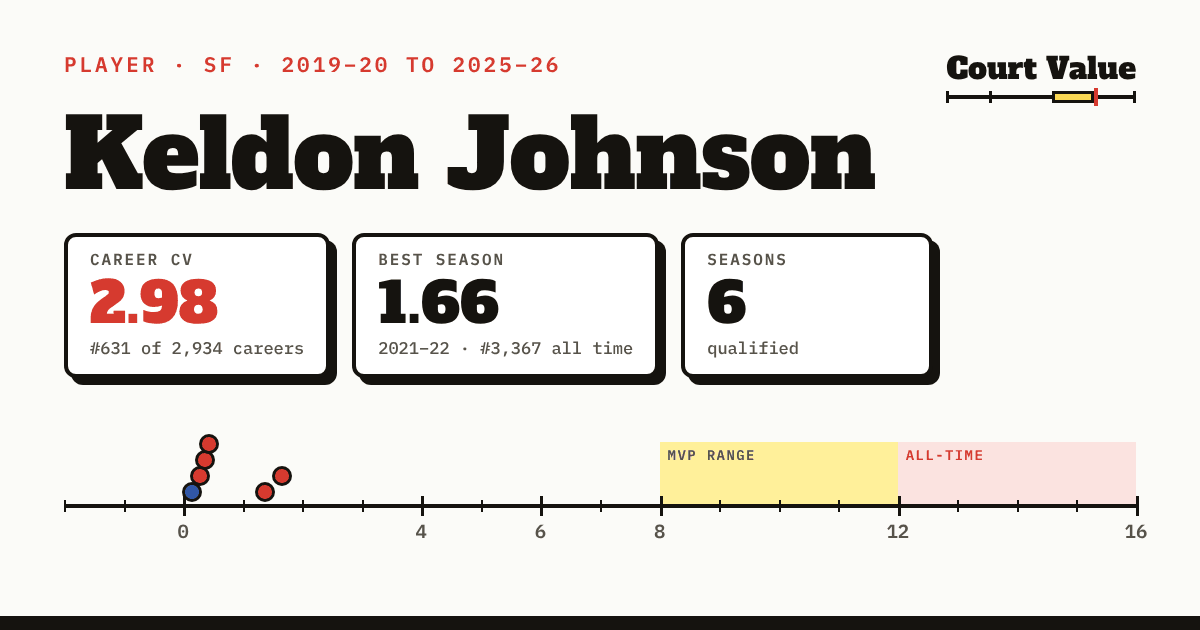 PLAYER · SF · 2019–20 TO 2025–26
Court Value
Keldon Johnson
CAREER CV
2.98
#631 of 2,934 careers
BEST SEASON
1.66
2021–22 · #3,367 all time
SEASONS
6
qualified
MVP RANGE
ALL-TIME
0 4 6 8 12 16